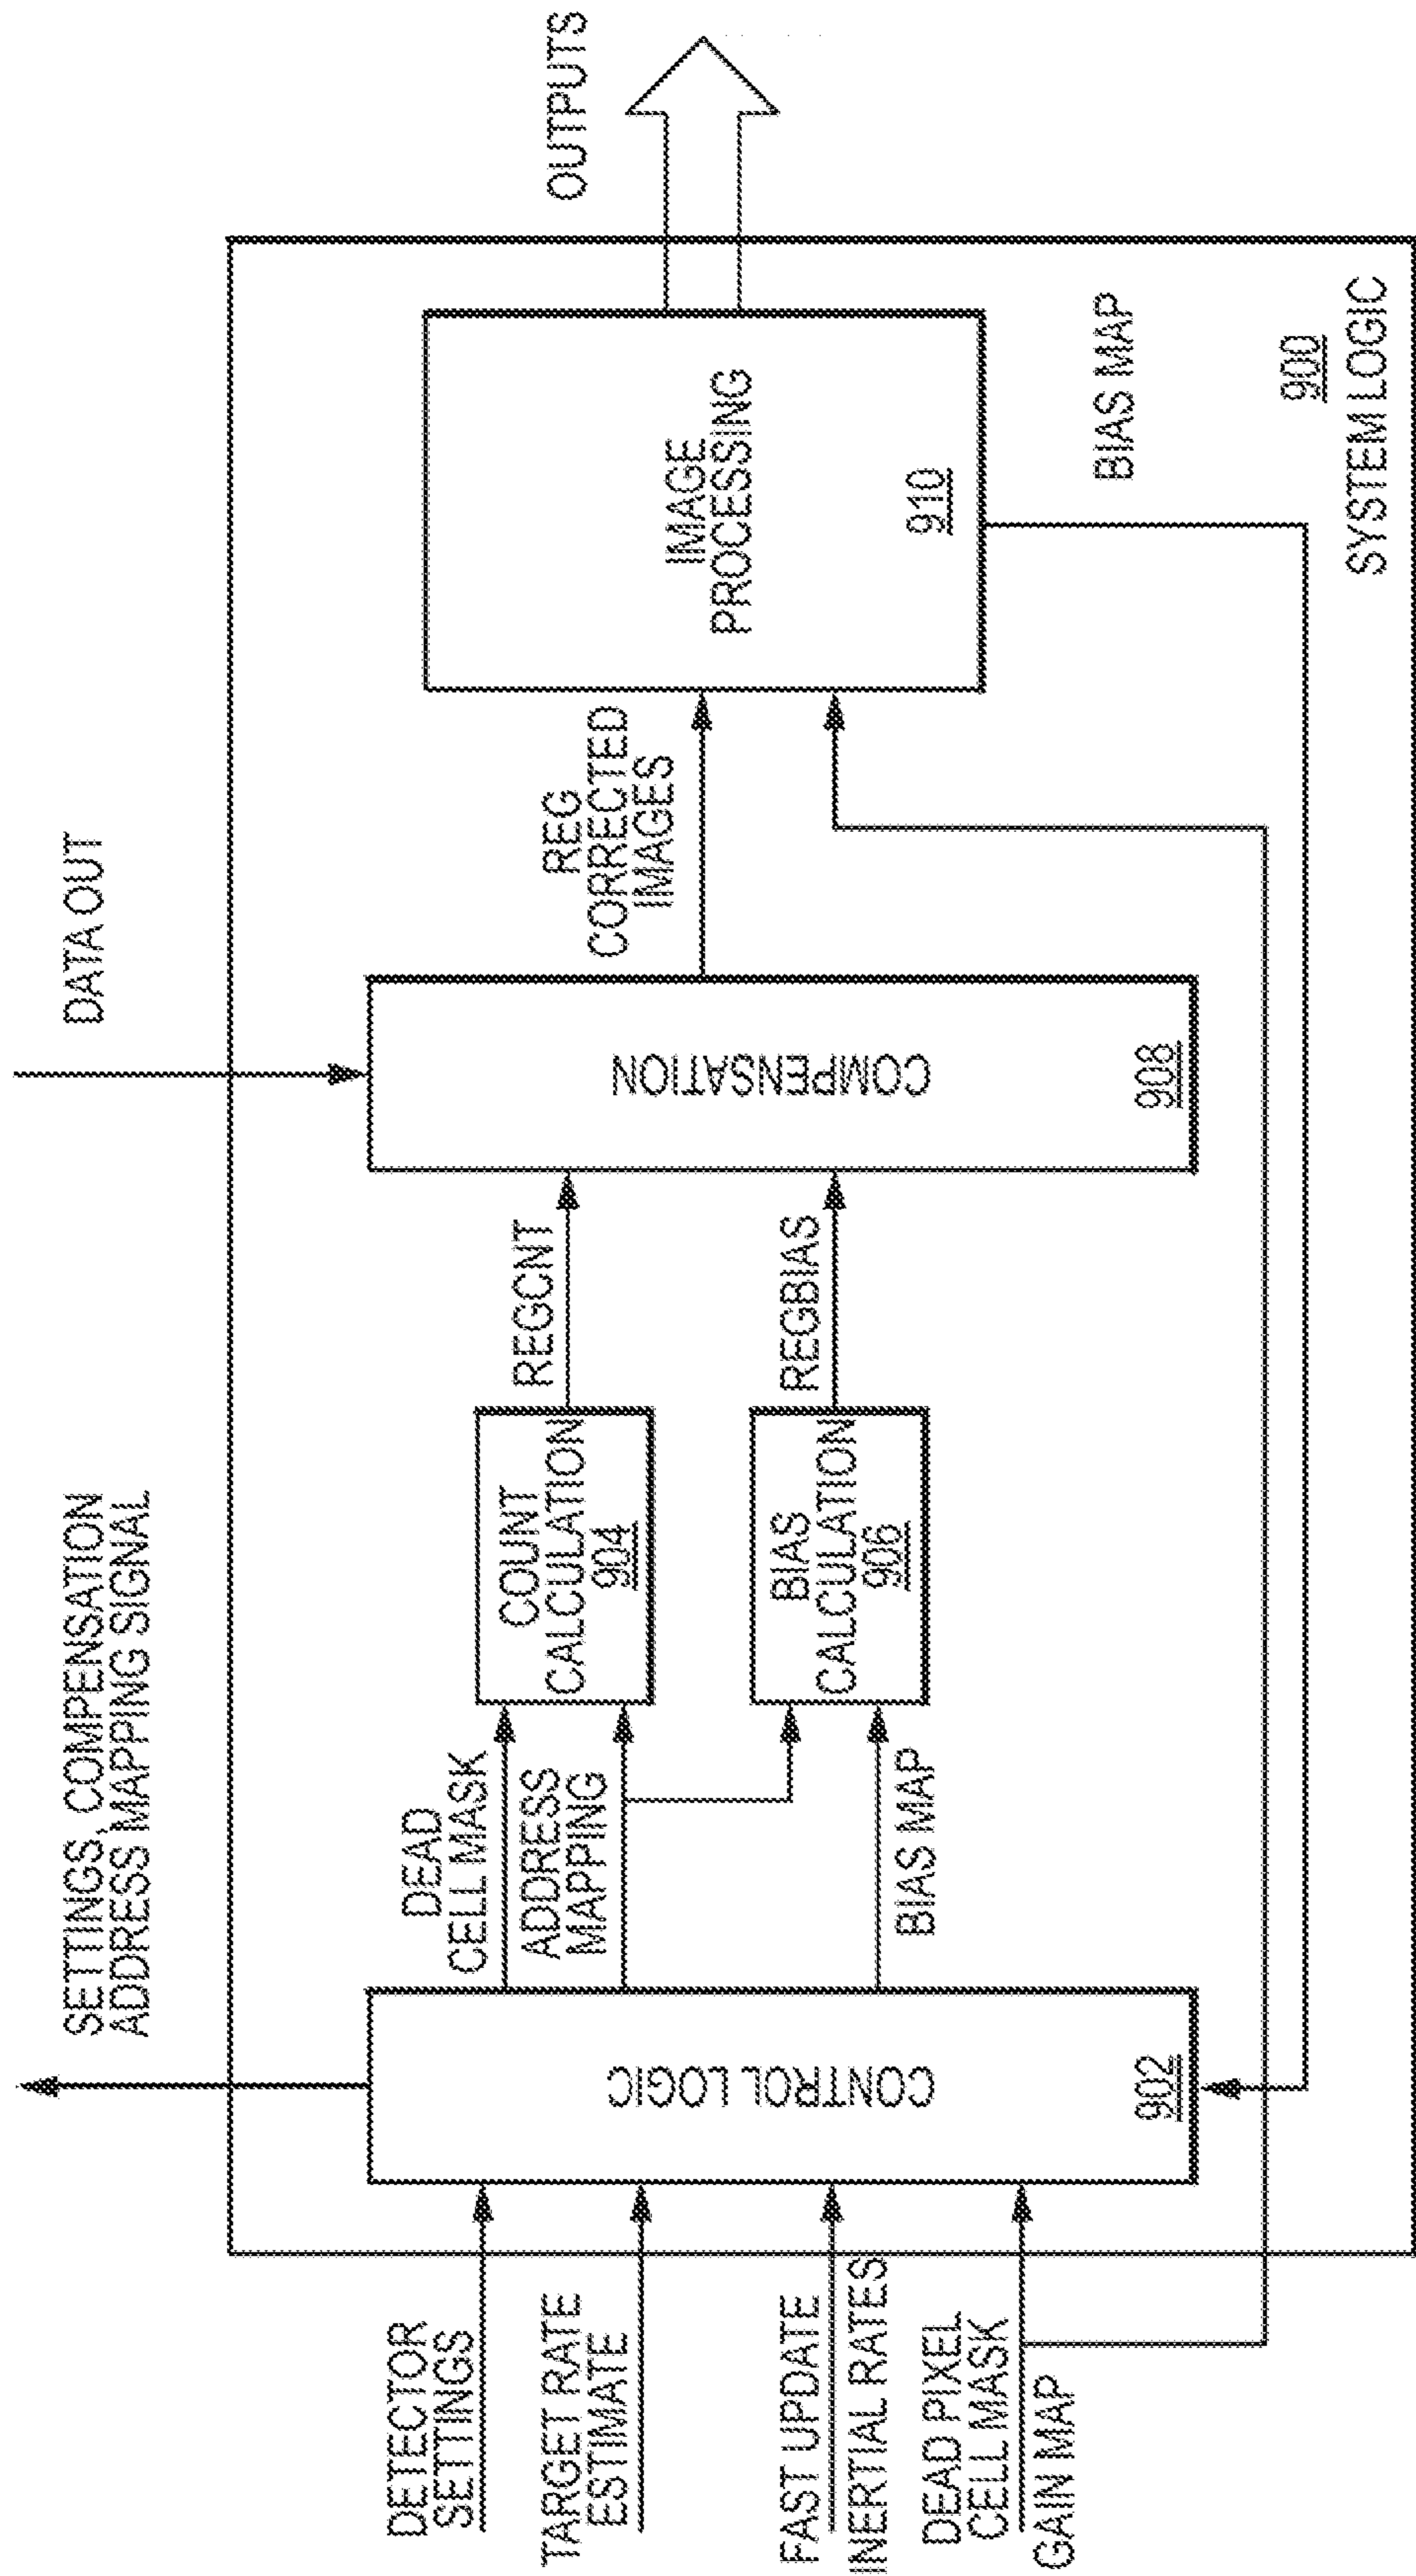 SETTINGS, COMPENSATION
ADDRESS MAPPING SIGNAL
DATA OUT
OUTPUTS
DETECTOR
SETTINGS
TARGET RATE
ESTIMATE
FAST UPDATE
INERTIAL RATES
DEAD PIXEL
CELL MASK
GAIN MAP
CONTROL LOGIC
902
DEAD
CELL MASK
ADDRESS
MAPPING
BIAS MAP
COUNT
CALCULATION
904
BIAS
CALCULATION
906
REGCNT
REGBIAS
COMPENSATION
908
REG
CORRECTED
IMAGES
IMAGE
PROCESSING
910
BIAS MAP
900
SYSTEM LOGIC